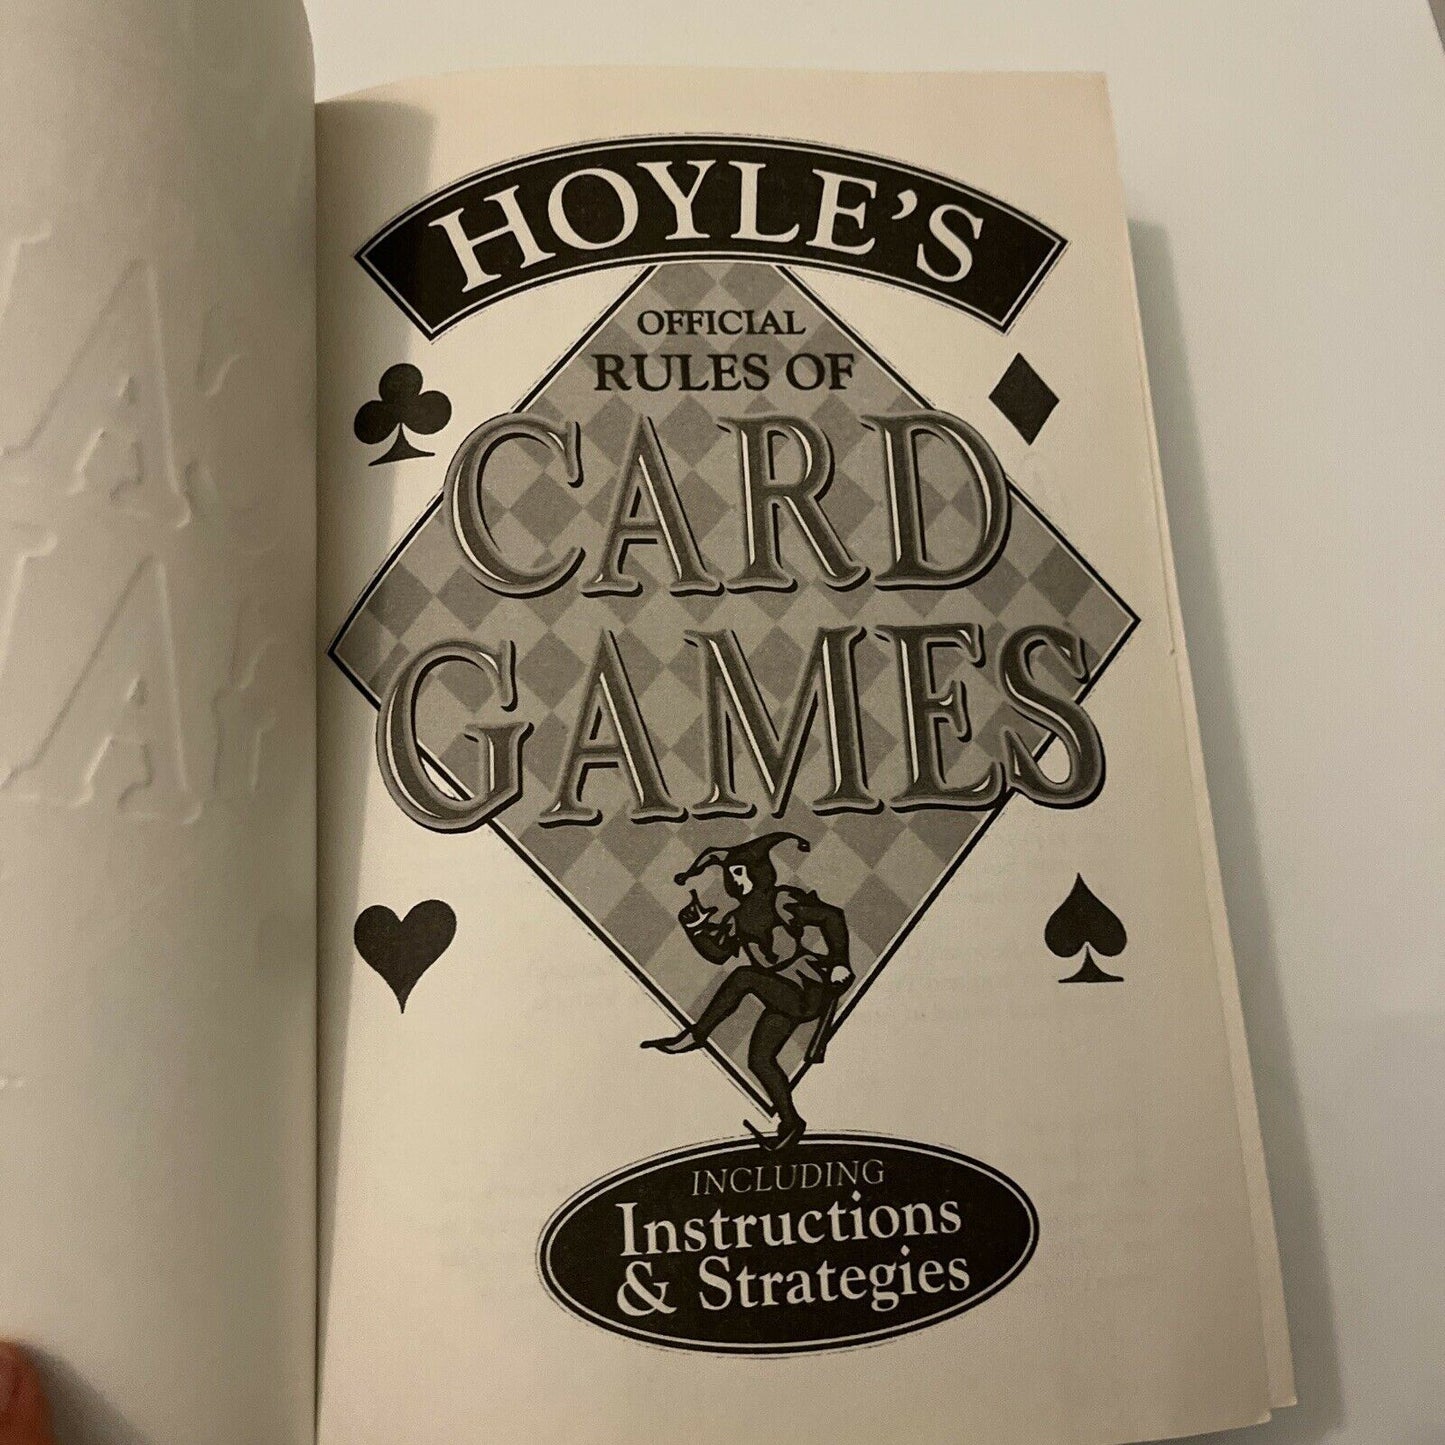 HOYLE'S
OFFICIAL
RULES OF
CARD
GAMES
INCLUDING
Instructions
& Strategies